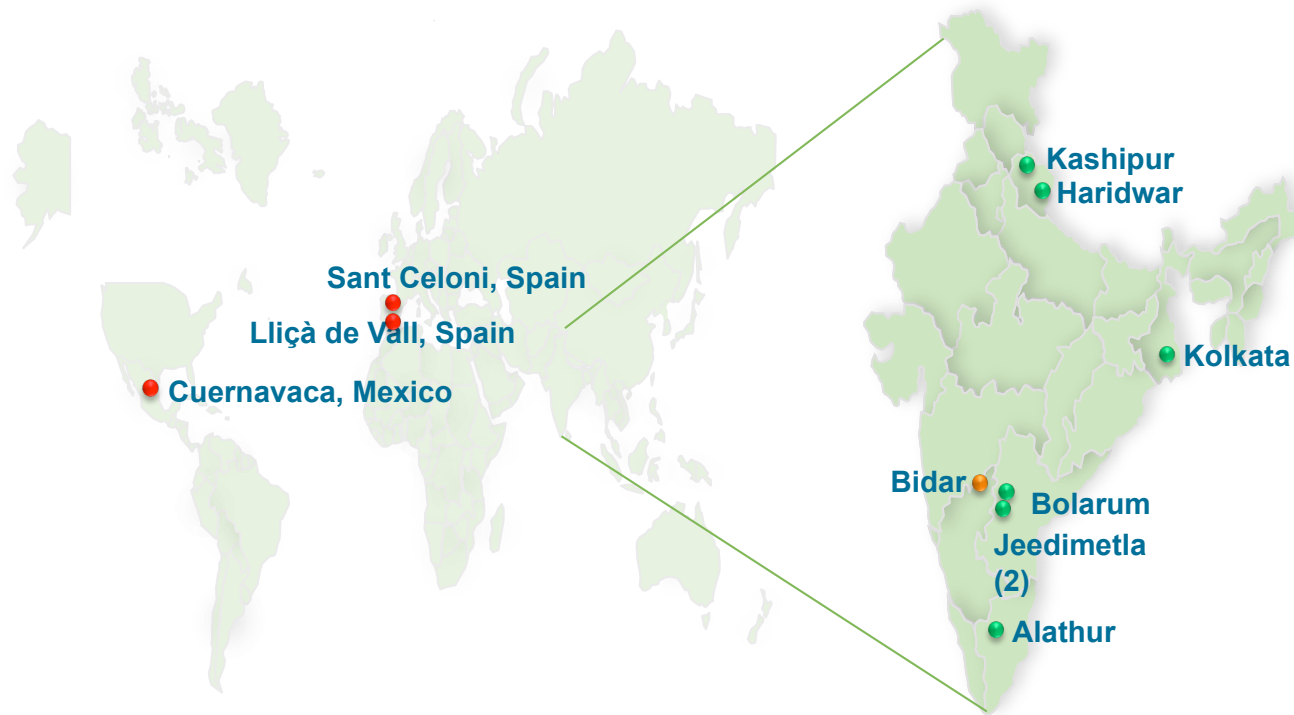 Sant Celoni, Spain
Lliçà de Vall, Spain
Cuernavaca, Mexico
Kashipur
Haridwar
Kolkata
Bidar
Bolarum
Jeedimetla
(2)
Alathur